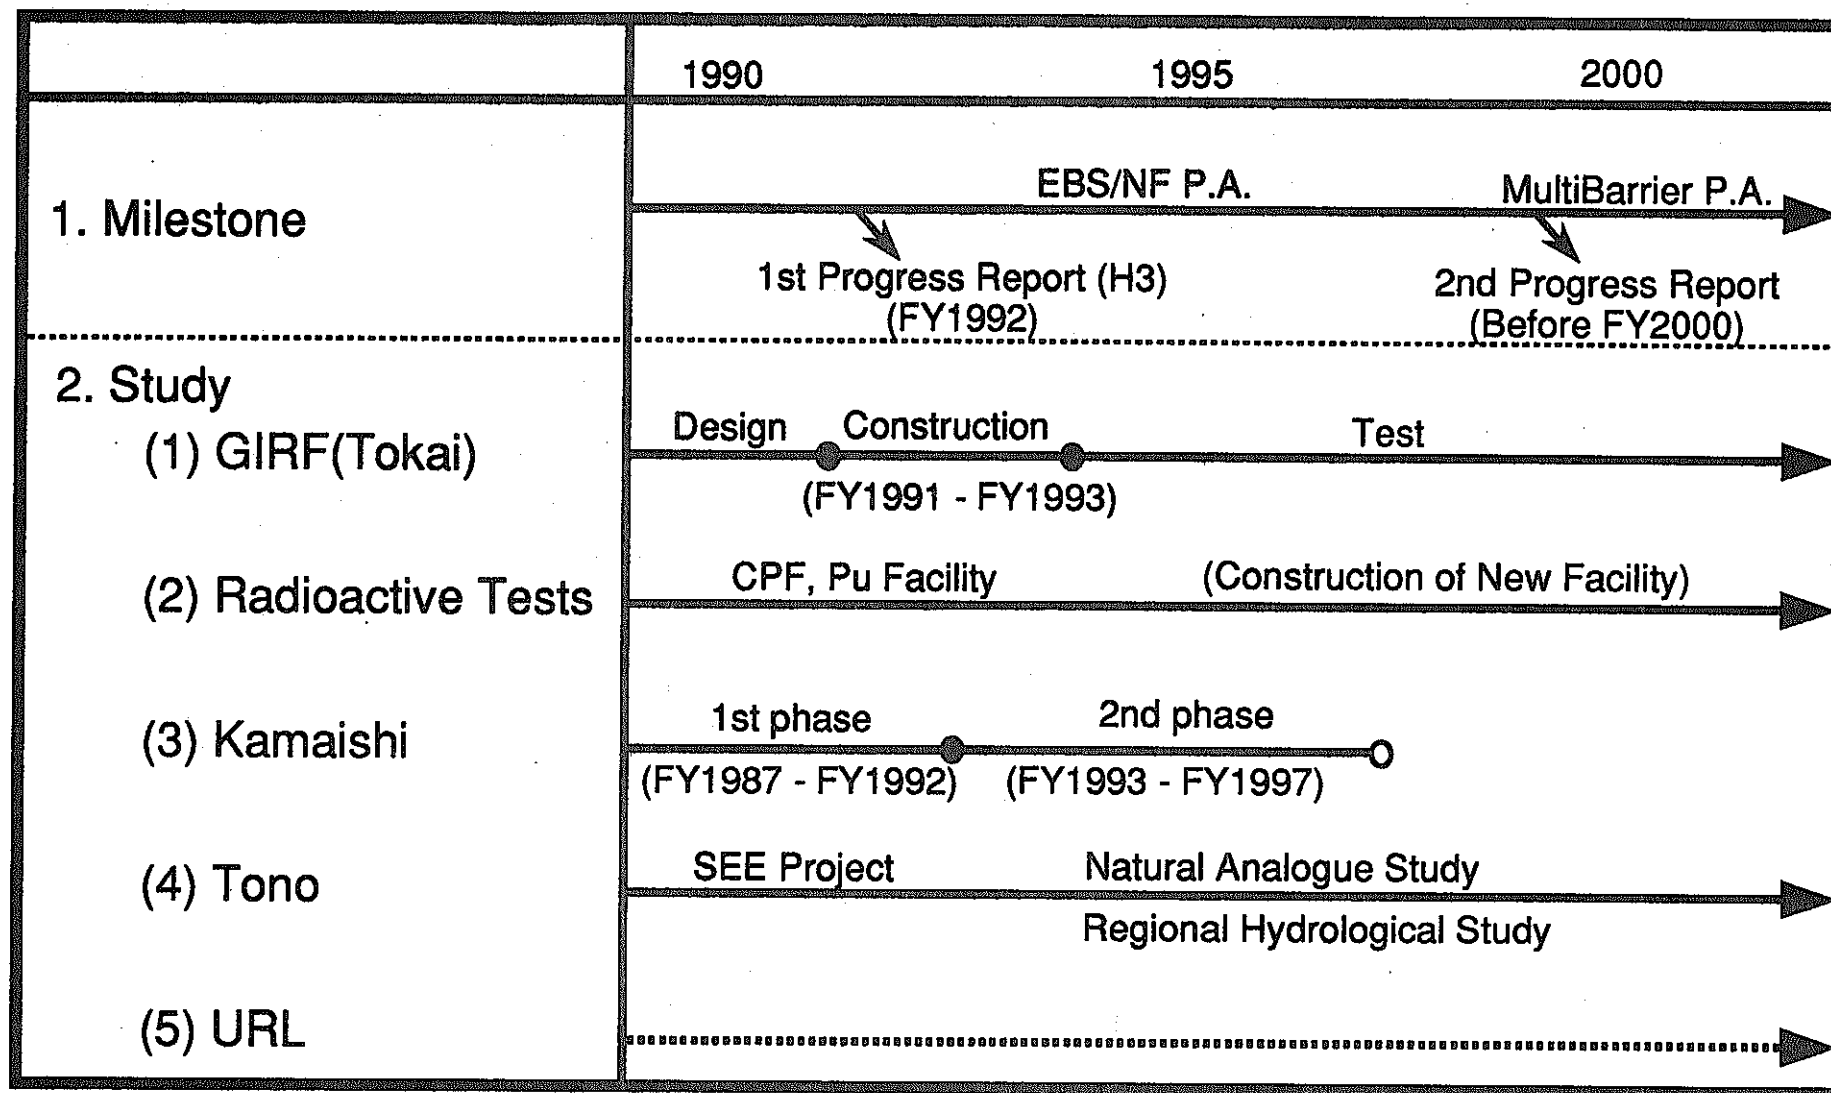 1990 1995 2000
1. Milestone
EBS/NF P.A. MultiBarrier P.A.
1st Progress Report (H3)
(FY1992)
2nd Progress Report
(Before FY2000)
2. Study
(1) GIRF(Tokai)
Design Construction Test
(FY1991 - FY1993)
(2) Radioactive Tests
CPF, Pu Facility (Construction of New Facility)
(3) Kamaishi
1st phase 2nd phase
(FY1987 - FY1992) (FY1993 - FY1997)
(4) Tono
SEE Project Natural Analogue Study
Regional Hydrological Study
(5) URL